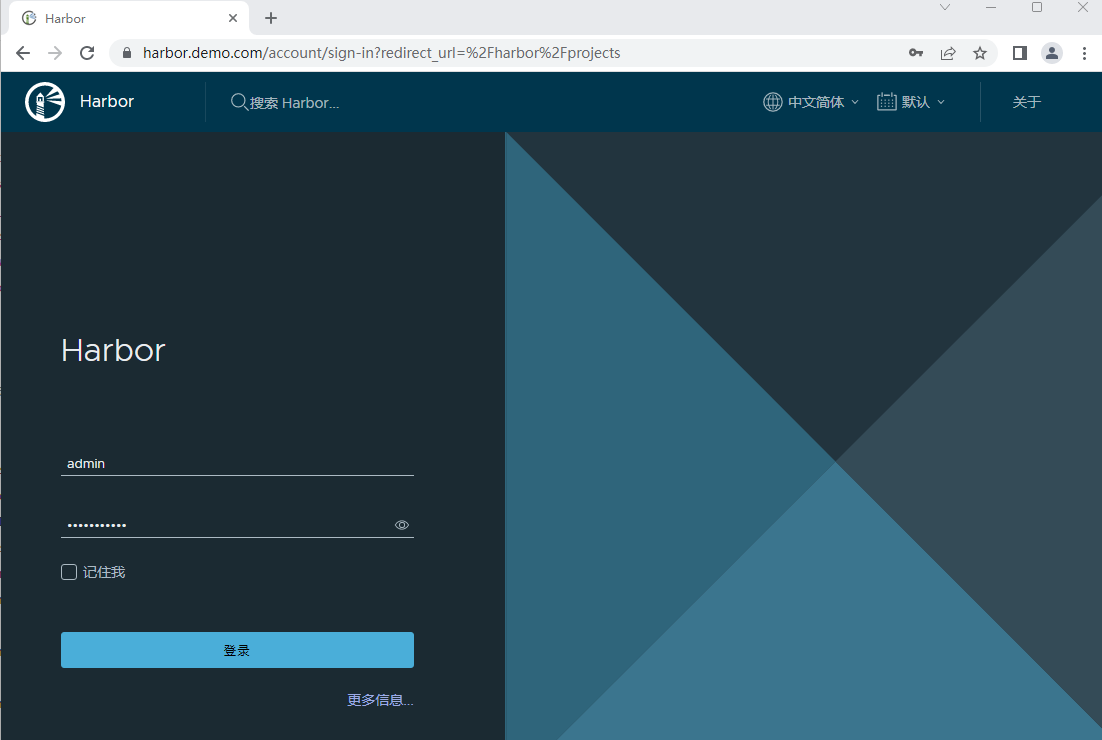 Harbor
harbor.demo.com/account/sign-in?redirect_url=%2Fharbor%2Fprojects
Harbor 搜索 Harbor... 中文简体 默认 关于
Harbor
admin
•••••••••••
记住我
登录
更多信息...